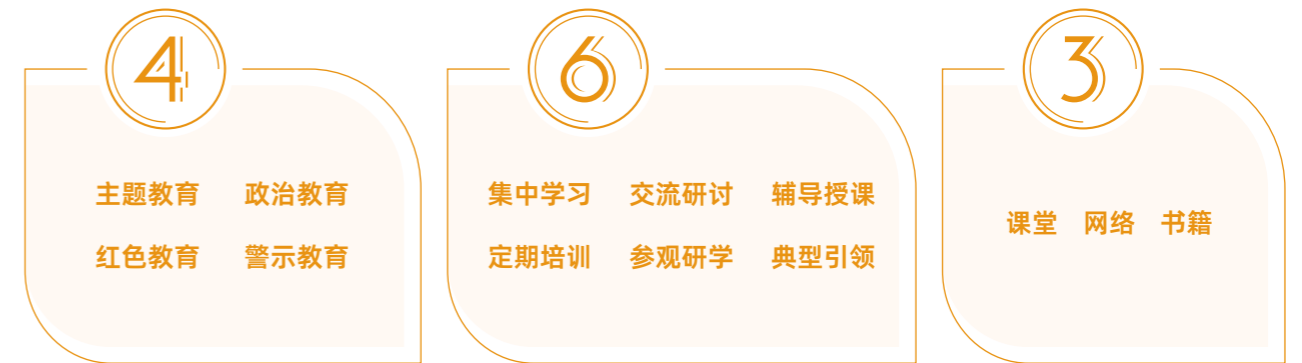 4
主题教育 政治教育
红色教育 警示教育
6
集中学习 交流研讨 辅导授课
定期培训 参观研学 典型引领
3
课堂 网络 书籍